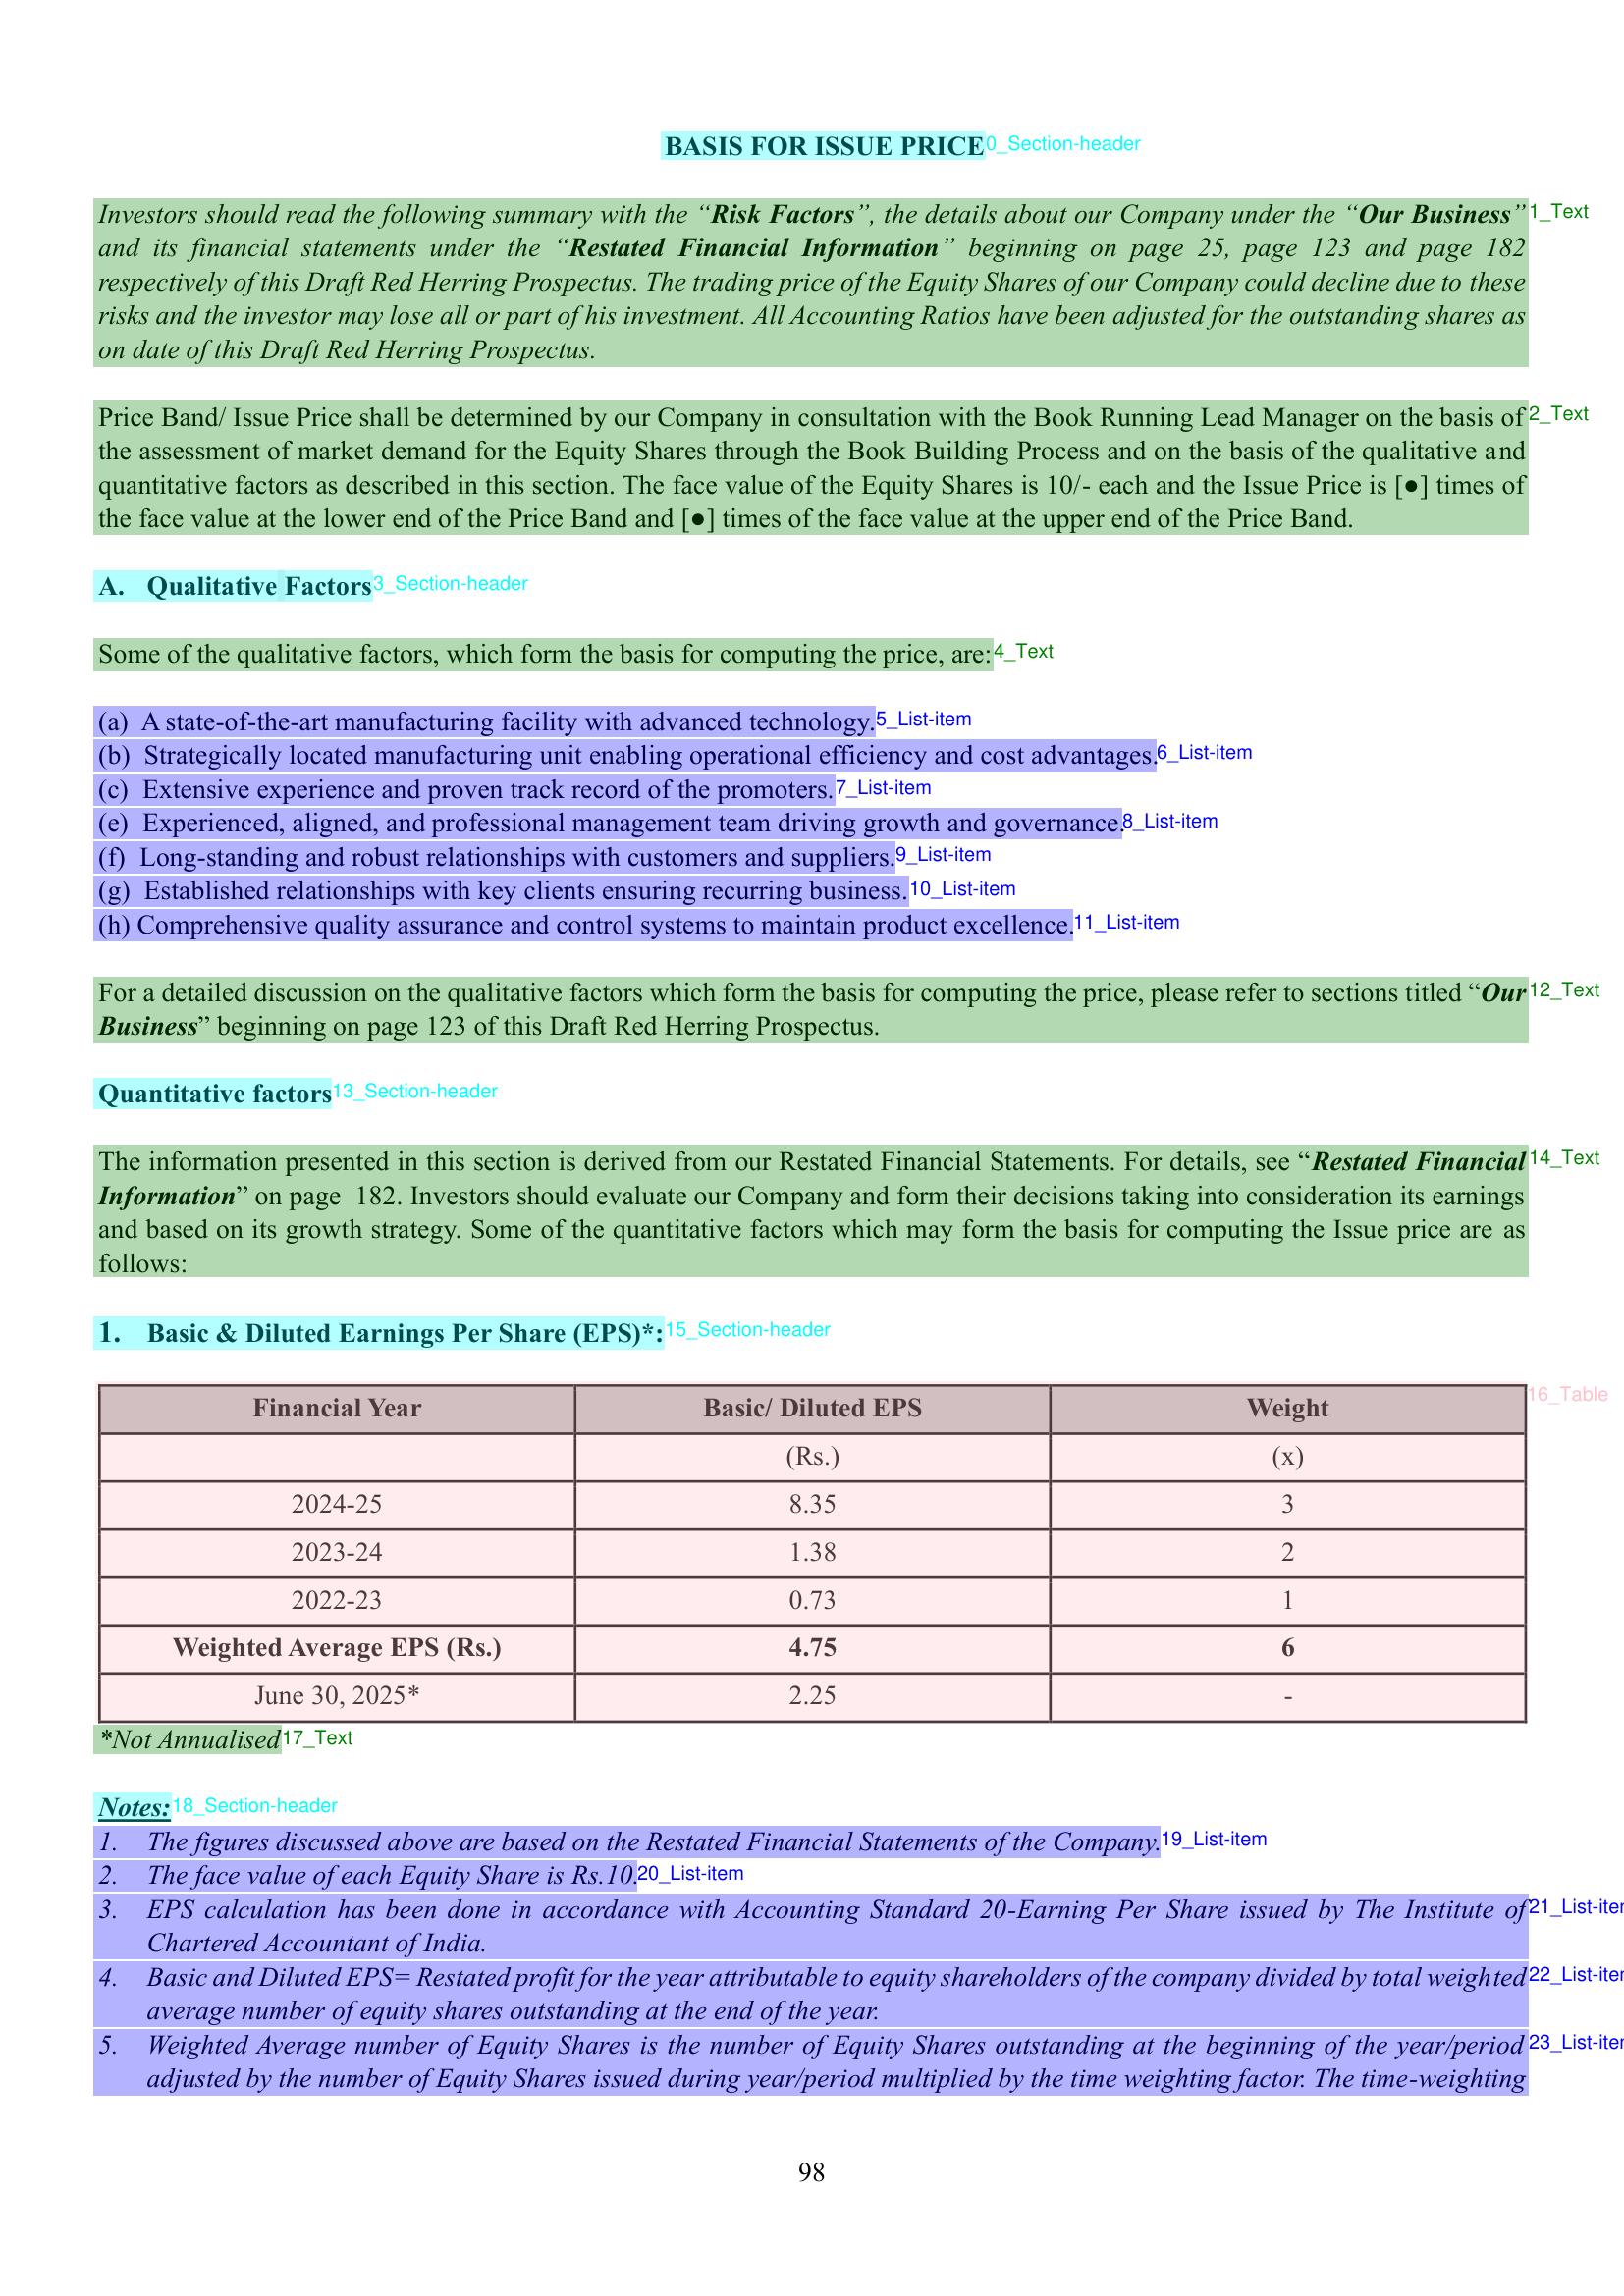 BASIS FOR ISSUE PRICE 0_Section-header
Investors should read the following summary with the “Risk Factors”, the details about our Company under the “Our Business” 1_Text
and its financial statements under the “Restated Financial Information” beginning on page 25, page 123 and page 182
respectively of this Draft Red Herring Prospectus. The trading price of the Equity Shares of our Company could decline due to these
risks and the investor may lose all or part of his investment. All Accounting Ratios have been adjusted for the outstanding shares as
on date of this Draft Red Herring Prospectus.
Price Band/ Issue Price shall be determined by our Company in consultation with the Book Running Lead Manager on the basis of 2_Text
the assessment of market demand for the Equity Shares through the Book Building Process and on the basis of the qualitative and
quantitative factors as described in this section. The face value of the Equity Shares is 10/- each and the Issue Price is [●] times of
the face value at the lower end of the Price Band and [●] times of the face value at the upper end of the Price Band.
A. Qualitative Factors 3_Section-header
Some of the qualitative factors, which form the basis for computing the price, are: 4_Text
(a) A state-of-the-art manufacturing facility with advanced technology. 5_List-item
(b) Strategically located manufacturing unit enabling operational efficiency and cost advantages. 6_List-item
(c) Extensive experience and proven track record of the promoters. 7_List-item
(e) Experienced, aligned, and professional management team driving growth and governance. 8_List-item
(f) Long-standing and robust relationships with customers and suppliers. 9_List-item
(g) Established relationships with key clients ensuring recurring business. 10_List-item
(h) Comprehensive quality assurance and control systems to maintain product excellence. 11_List-item
For a detailed discussion on the qualitative factors which form the basis for computing the price, please refer to sections titled “Our 12_Text
Business” beginning on page 123 of this Draft Red Herring Prospectus.
Quantitative factors 13_Section-header
The information presented in this section is derived from our Restated Financial Statements. For details, see “Restated Financial 14_Text
Information” on page 182. Investors should evaluate our Company and form their decisions taking into consideration its earnings
and based on its growth strategy. Some of the quantitative factors which may form the basis for computing the Issue price are as
follows:
1. Basic & Diluted Earnings Per Share (EPS)*: 15_Section-header
Financial Year Basic/ Diluted EPS Weight 16_Table
(Rs.) (x)
2024-25 8.35 3
2023-24 1.38 2
2022-23 0.73 1
Weighted Average EPS (Rs.) 4.75 6
June 30, 2025* 2.25 -
*Not Annualised 17_Text
Notes: 18_Section-header
1. The figures discussed above are based on the Restated Financial Statements of the Company. 19_List-item
2. The face value of each Equity Share is Rs.10. 20_List-item
3. EPS calculation has been done in accordance with Accounting Standard 20-Earning Per Share issued by The Institute of 21_List-iter
Chartered Accountant of India.
4. Basic and Diluted EPS= Restated profit for the year attributable to equity shareholders of the company divided by total weighted 22_List-iter
average number of equity shares outstanding at the end of the year.
5. Weighted Average number of Equity Shares is the number of Equity Shares outstanding at the beginning of the year/period 23_List-iter
adjusted by the number of Equity Shares issued during year/period multiplied by the time weighting factor. The time-weighting
98